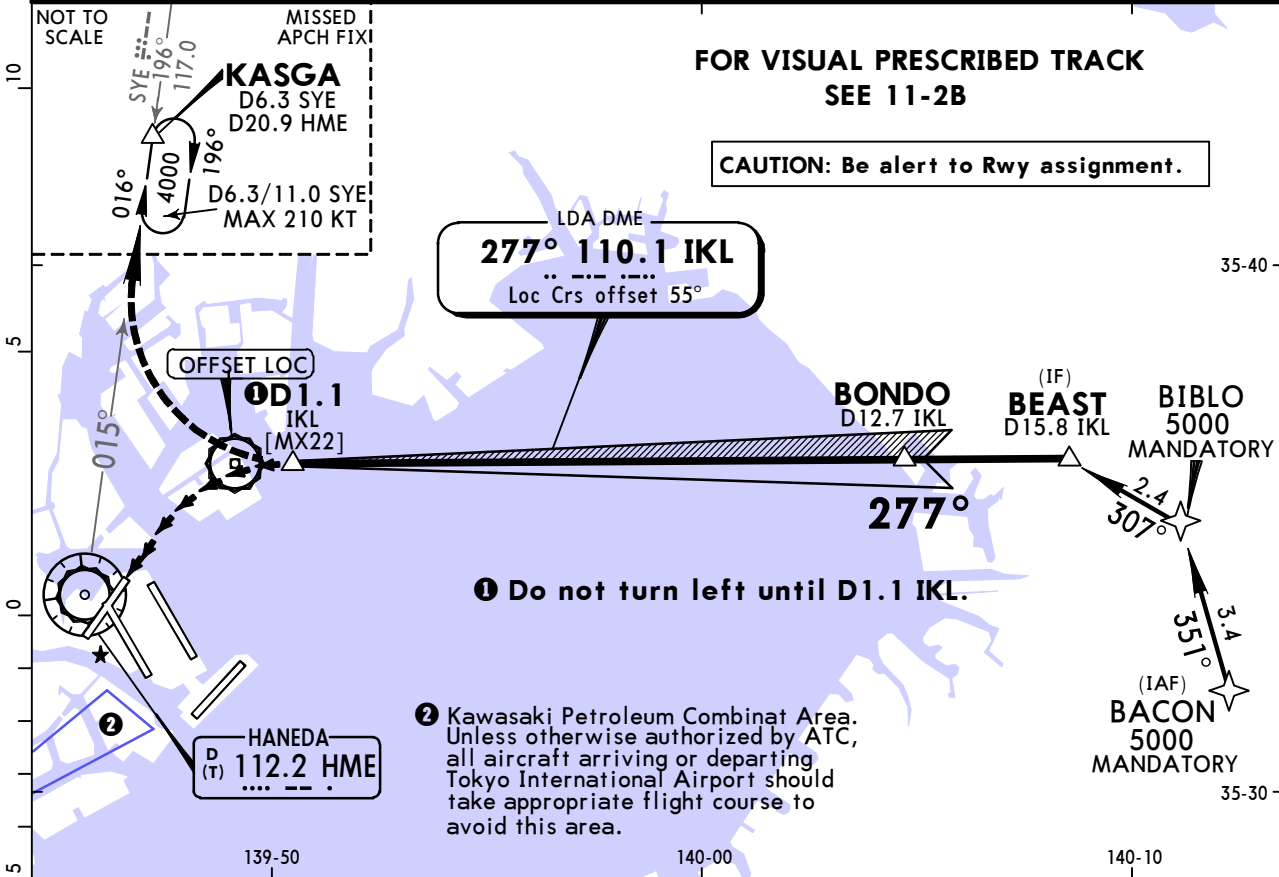 NOT TO
SCALE
MISSED
APCH FIX
SYE
196°
117.0
KASGA
D6.3 SYE
D20.9 HME
016°
4000
196°
D6.3/11.0 SYE
MAX 210 KT
FOR VISUAL PRESCRIBED TRACK
SEE 11-2B
CAUTION: Be alert to Rwy assignment.
LDA DME
277° 110.1 IKL
Loc Crs offset 55°
35-40
10
5
0
5
OFFSET LOC
❶D1.1
IKL
[MX22]
015°
BONDO
D12.7 IKL
(IF)
BEAST
D15.8 IKL
BIBLO
5000
MANDATORY
277°
2.4
307°
❶ Do not turn left until D1.1 IKL.
3.4
351°
(IAF)
BACON
5000
MANDATORY
❷
❷ Kawasaki Petroleum Combinat Area.
Unless otherwise authorized by ATC,
all aircraft arriving or departing
Tokyo International Airport should
take appropriate flight course to
avoid this area.
HANEDA
D
(T) 112.2 HME
35-30
139-50
140-00
140-10